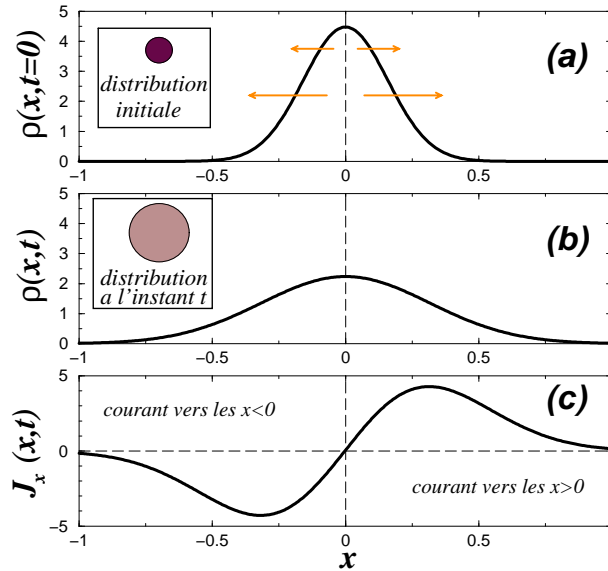 5
4
3
2
1
0
ρ(x,t=0)
distribution
initiale
(a)
-1
-0.5
0
0.5
5
4
3
2
1
0
ρ(x,t)
distribution
a l'instant t
(b)
-1
-0.5
0
0.5
5
0
-5
Jx (x,t)
courant vers les x<0
(c)
courant vers les x>0
-1
-0.5
0
0.5
x